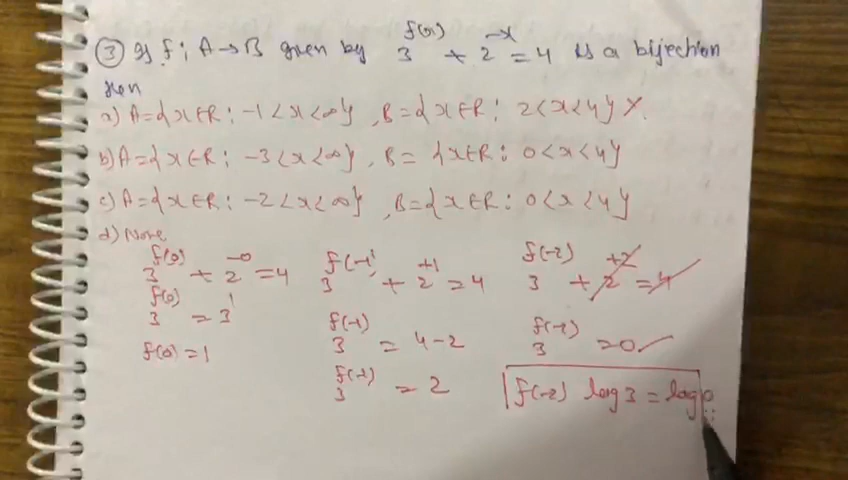 ③ If f: A→B given by 3^f(x) + 2^-x = 4 is a bijection
then
a) A={x∈R: -1<x<∞}, B={x∈R: 2<x<4} ×
b) A={x∈R: -3<x<∞}, B= {x∈R: 0<x<4}
c) A={x∈R: -2<x<∞}, B={x∈R: 0<x<4}
d) None
3^f(0) + 2^-0 = 4
3^f(0) = 3^1
f(0) = 1
3^f(-1) + 2^+1 = 4
3^f(-1) = 4-2
3^f(-1) = 2
3^f(-2) + 2^+2 = 4
3^f(-2) = 0 ✓
f(-2) log 3 = log 0